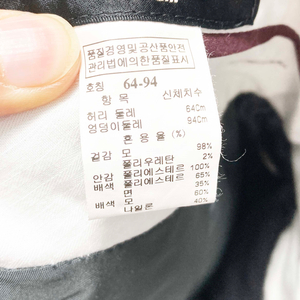 품질경영및공산품안전
관리법에의한품질표시
호칭 64-94
항 목 신체치수
허리 둘레 64Cm
엉덩이둘레 94Cm
혼 용 율 (%)
겉감 모 98%
폴리우레탄 2%
안감 폴리에스테르 100%
배색 폴리에스테르 65%
면 35%
배색 모 60%
나일론 40%